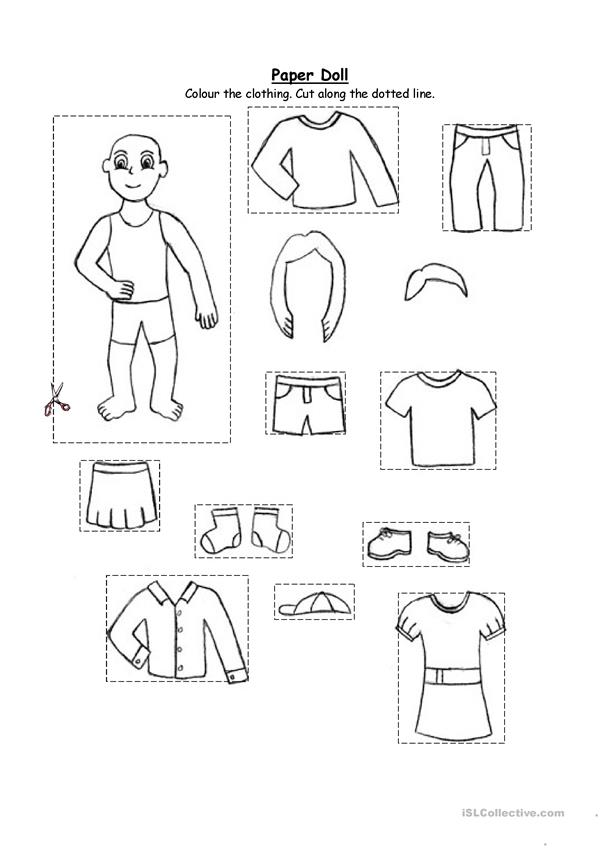 Paper Doll
Colour the clothing. Cut along the dotted line.
iSLCollective.com